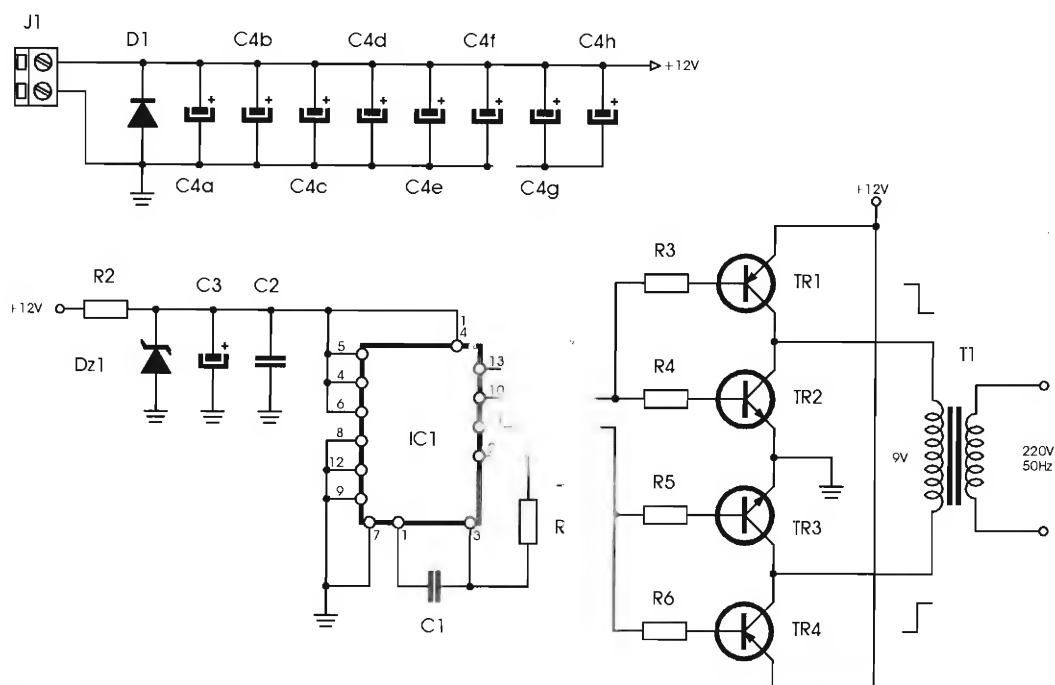 J1
D1
C4b
C4d
C4f
C4h
+12V
+
+
+
+
+
+
+
+
C4a
C4c
C4e
C4g
+12V
R3
TR1
R2
C3
C2
+12V
1
4
Dz1
+
5
13
T1
4
10
R4
TR2
6
IC1
8
9V
220V
50Hz
12
R5
9
R
TR3
7
1
3
C1
R6
TR4